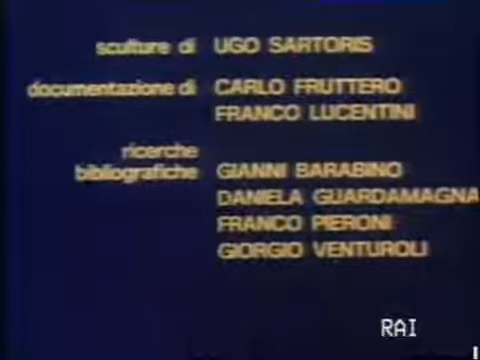 sculture di UGO SARTORIS
documentazione di CARLO FRUTTERO
FRANCO LUCENTINI
ricerche
bibliografiche GIANNI BARABINO
DANIELA GUARDAMAGNA
FRANCO PIERONI
GIORGIO VENTUROLI
RAI